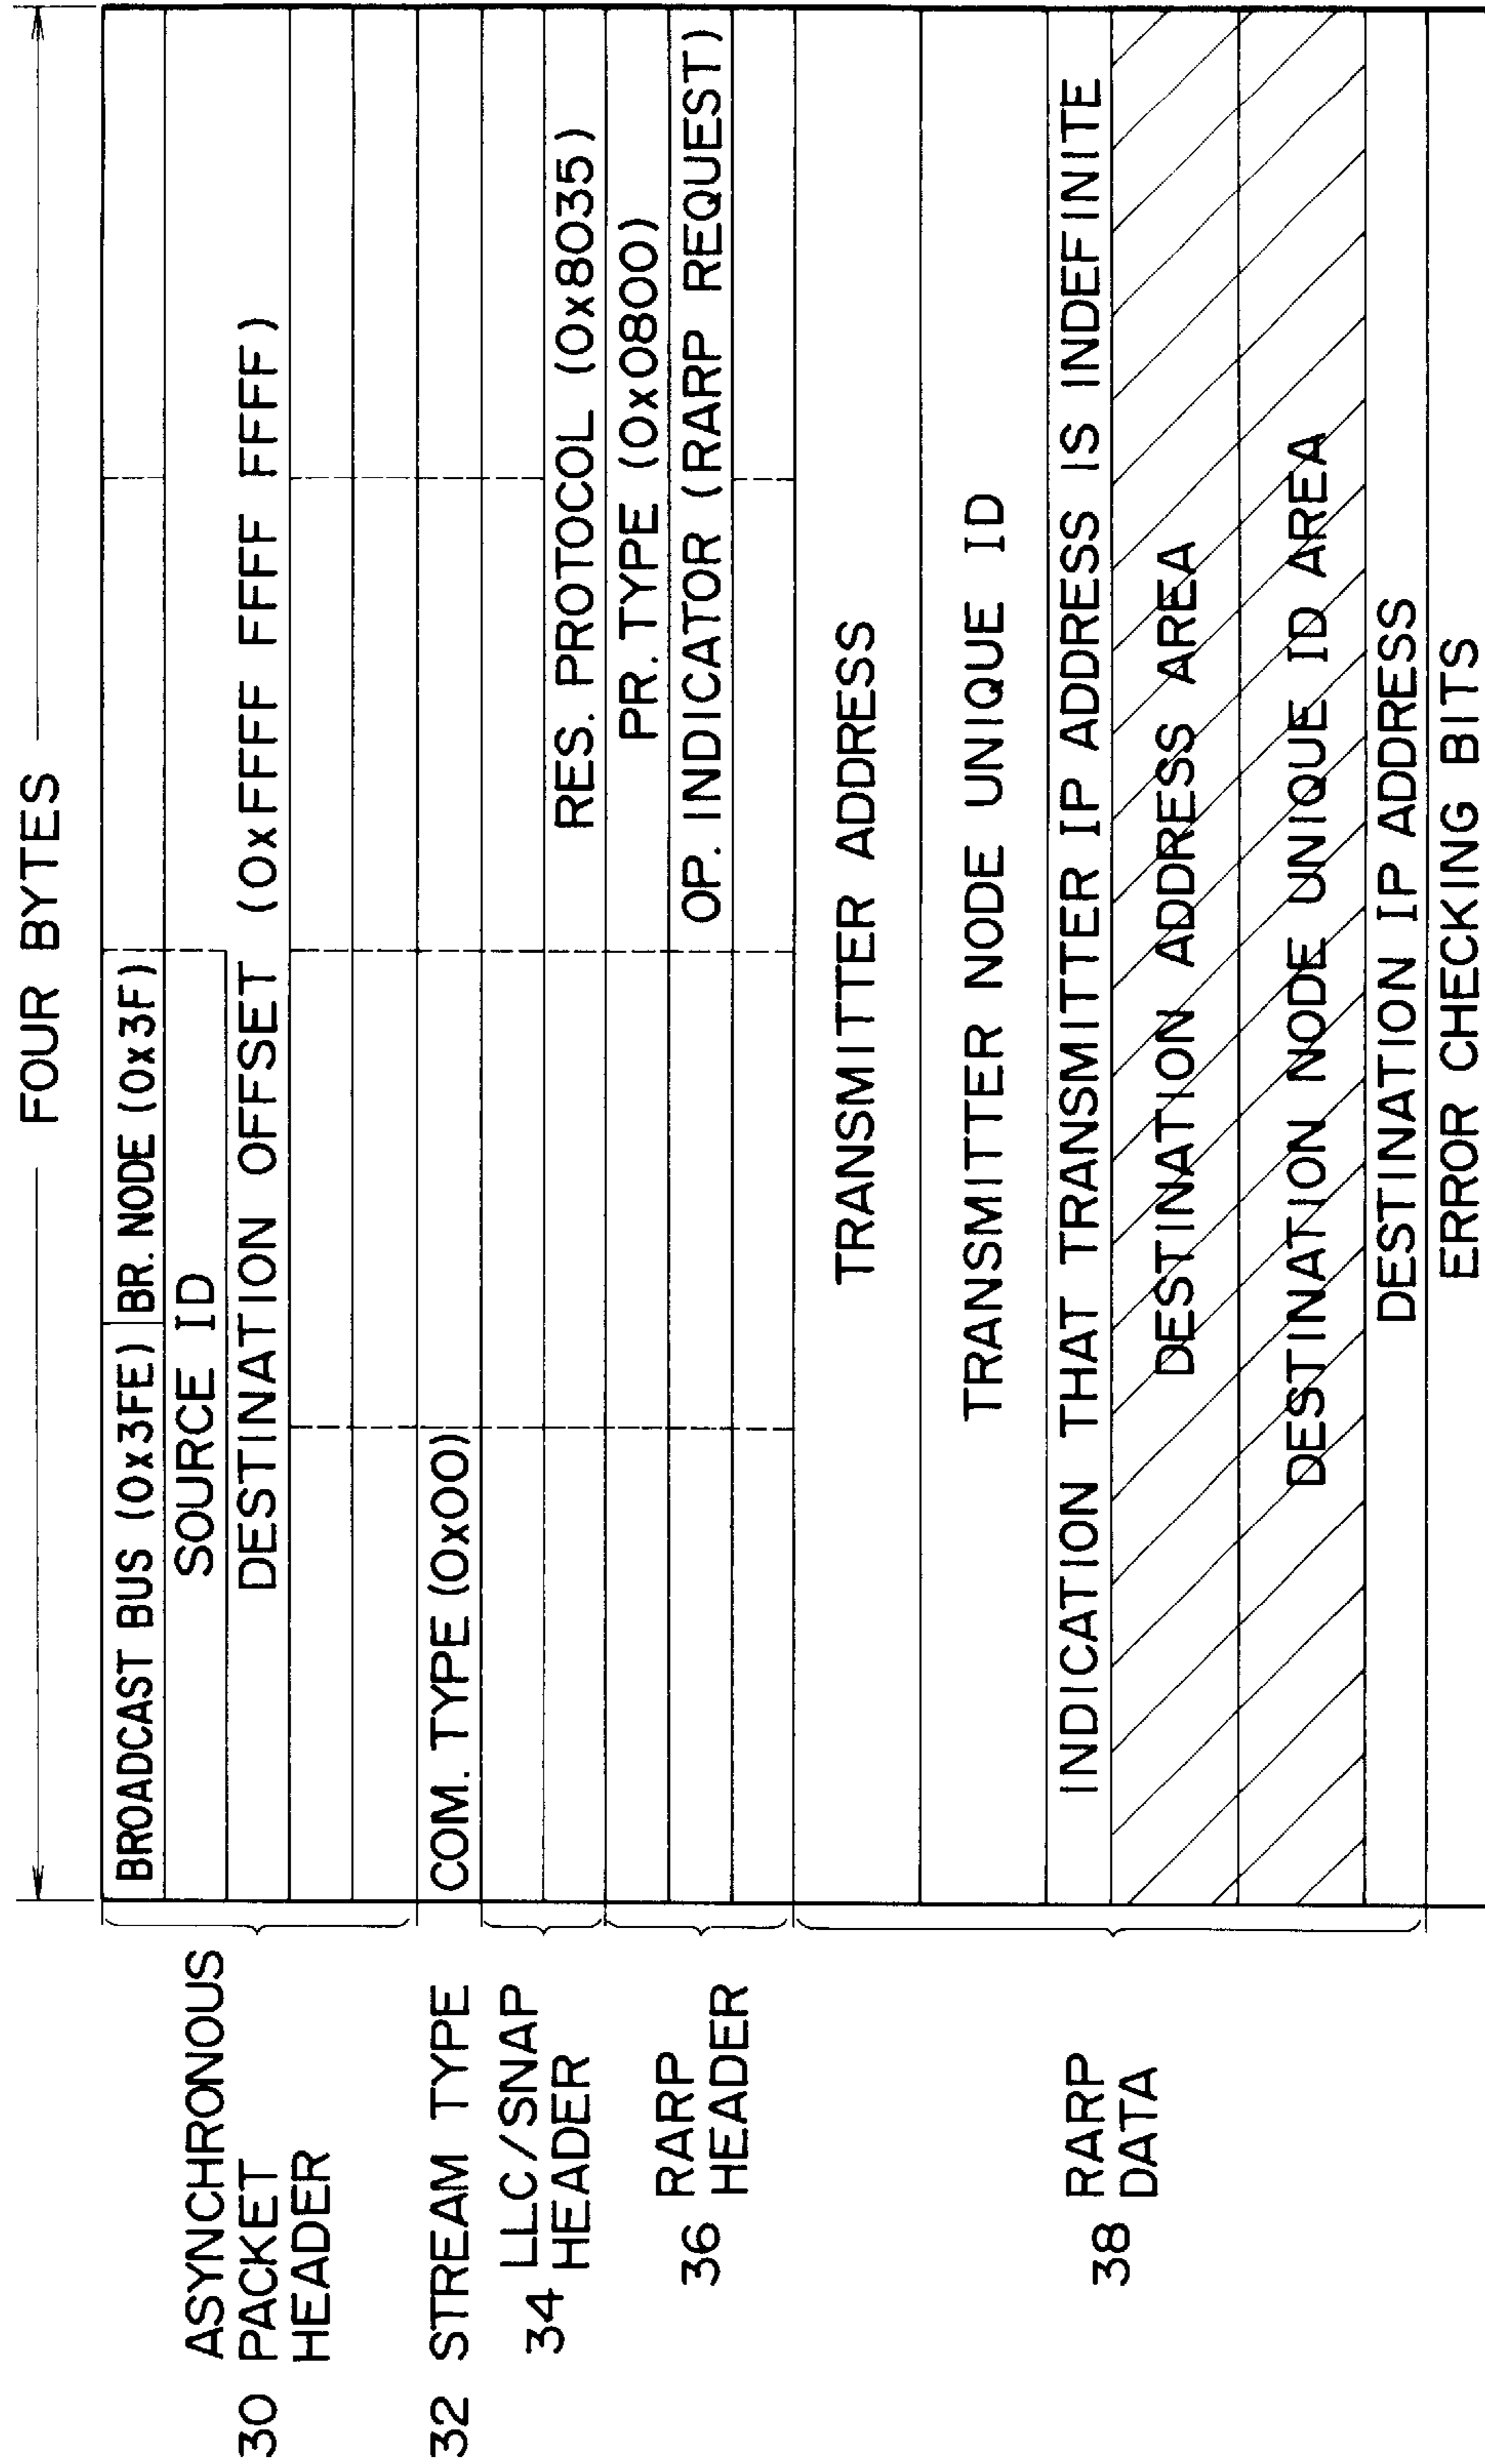 FOUR BYTES
BROADCAST BUS (0x3FE) BR. NODE (0x3F)
SOURCE ID
DESTINATION OFFSET (0xFFFF FFFF FFFF)
COM. TYPE (0x00)
RES. PROTOCOL (0x8035)
PR. TYPE (0x0800)
OP. INDICATOR (RARP REQUEST)
TRANSMITTER ADDRESS
TRANSMITTER NODE UNIQUE ID
INDICATION THAT TRANSMITTER IP ADDRESS IS INDEFINITE
DESTINATION ADDRESS AREA
DESTINATION NODE UNIQUE ID AREA
DESTINATION IP ADDRESS
ERROR CHECKING BITS
ASYNCHRONOUS
30 PACKET
HEADER
32 STREAM TYPE
34 LLC/SNAP
HEADER
36 RARP
HEADER
38 RARP
DATA